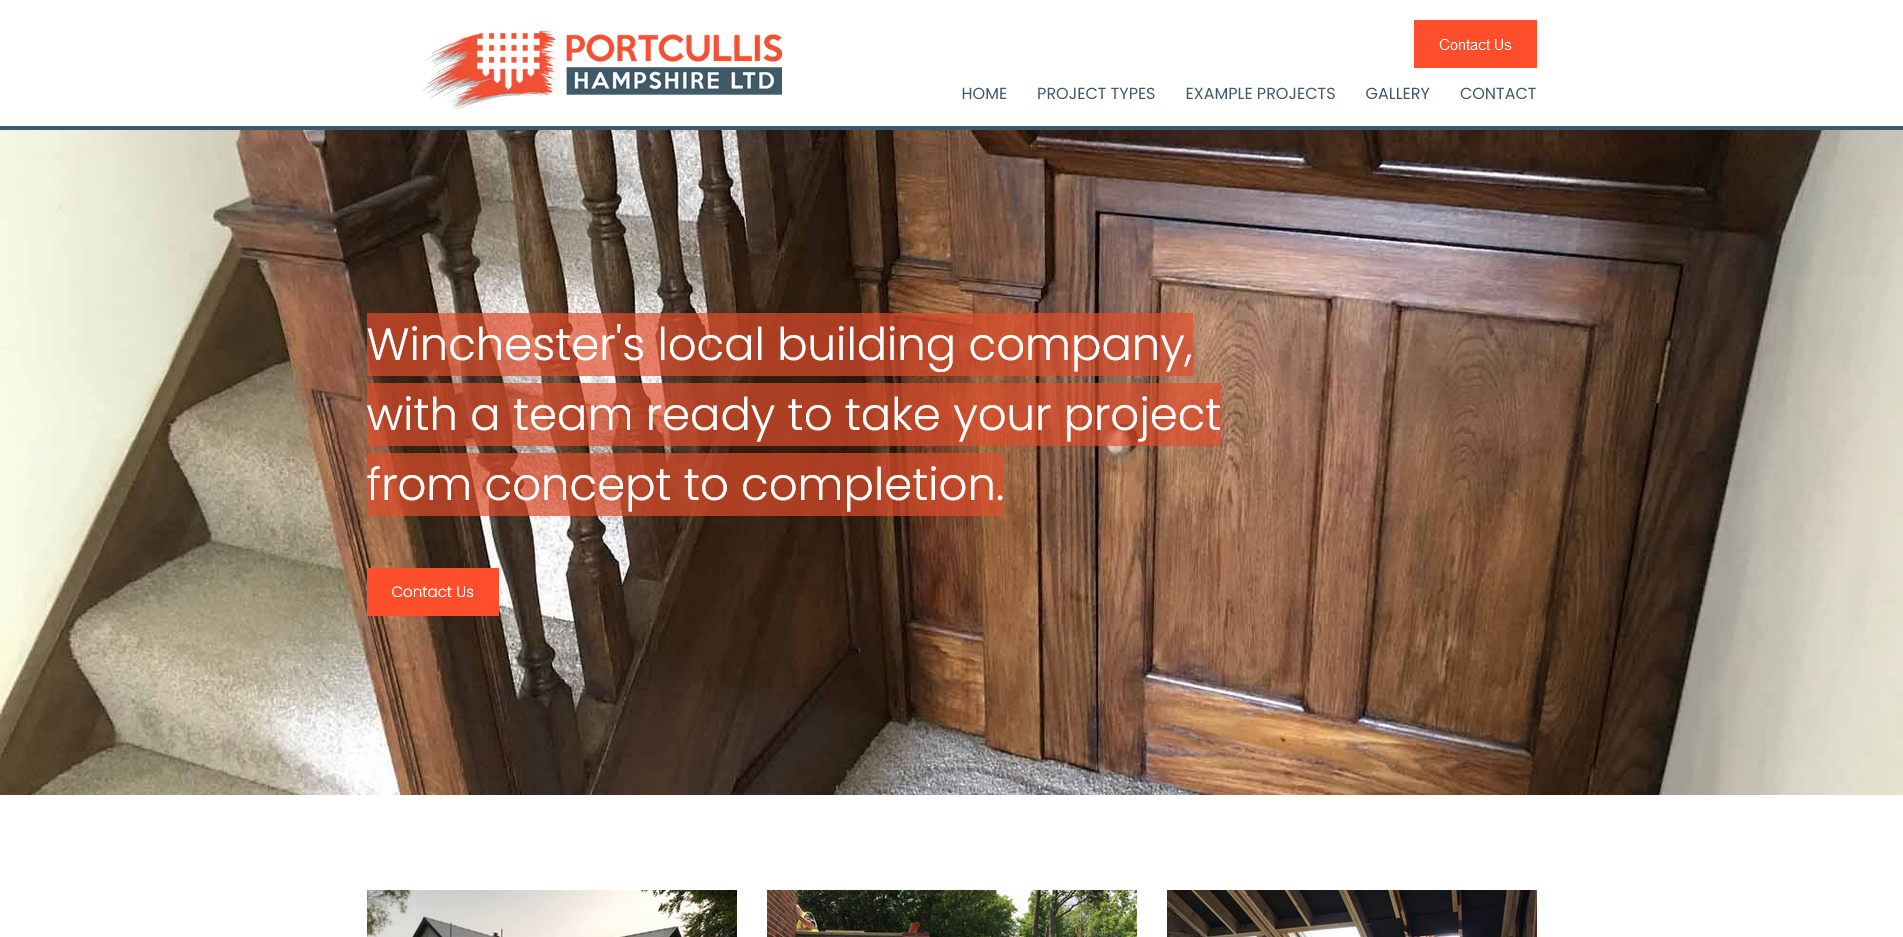 PORTCULLIS
HAMPSHIRE LTD
Contact Us
HOME PROJECT TYPES EXAMPLE PROJECTS GALLERY CONTACT
Winchester's local building company,
with a team ready to take your project
from concept to completion.
Contact Us